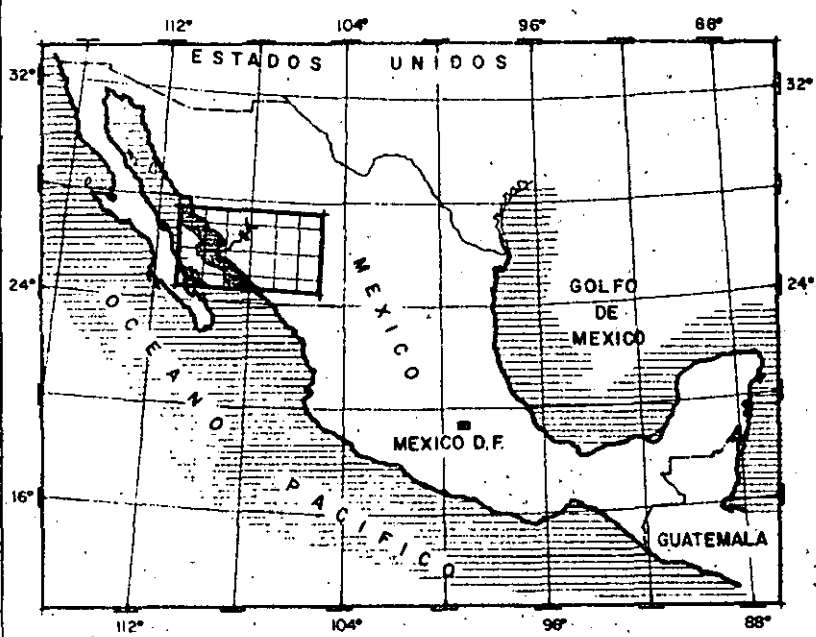 112° 104° 96° 88°
ESTADOS UNIDOS
32° 32°
MEXICO
24° 24°
GOLFO
DE
MEXICO
OCEANO
MEXICO D.F.
16°
PACIFICO
GUATEMALA
112° 104° 96° 88°